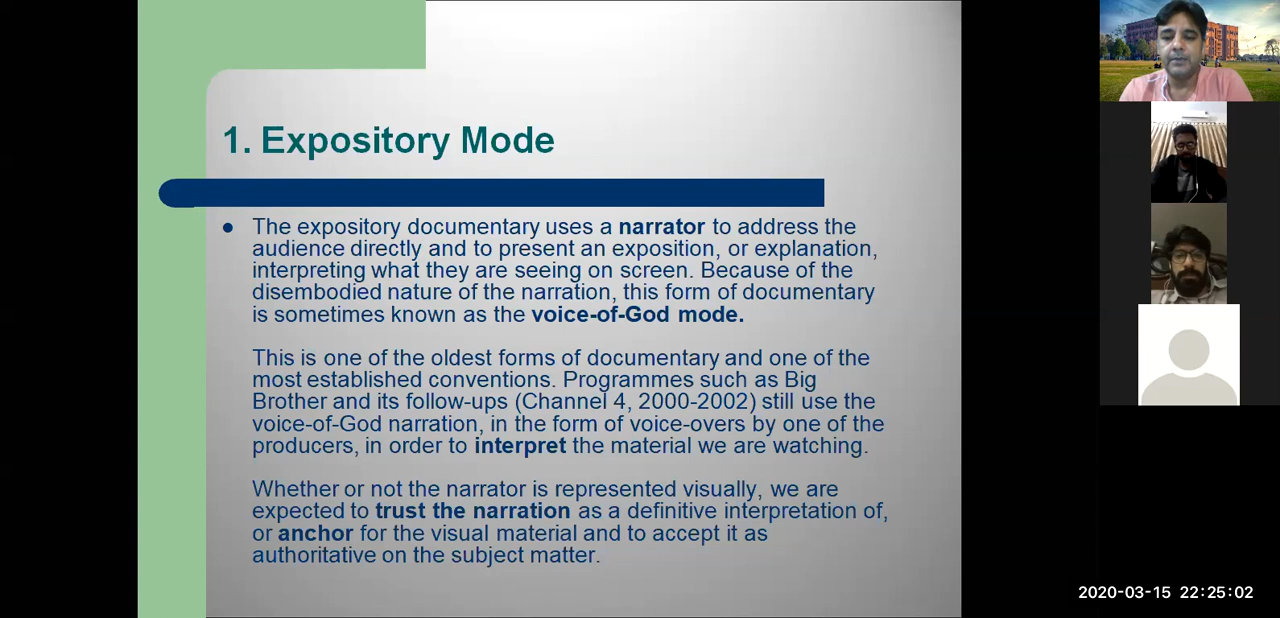 1. Expository Mode
The expository documentary uses a narrator to address the
audience directly and to present an exposition, or explanation,
interpreting what they are seeing on screen. Because of the
disembodied nature of the narration, this form of documentary
is sometimes known as the voice-of-God mode.
This is one of the oldest forms of documentary and one of the
most established conventions. Programmes such as Big
Brother and its follow-ups (Channel 4, 2000-2002) still use the
voice-of-God narration, in the form of voice-overs by one of the
producers, in order to interpret the material we are watching.
Whether or not the narrator is represented visually, we are
expected to trust the narration as a definitive interpretation of,
or anchor for the visual material and to accept it as
authoritative on the subject matter.
2020-03-15 22:25:02